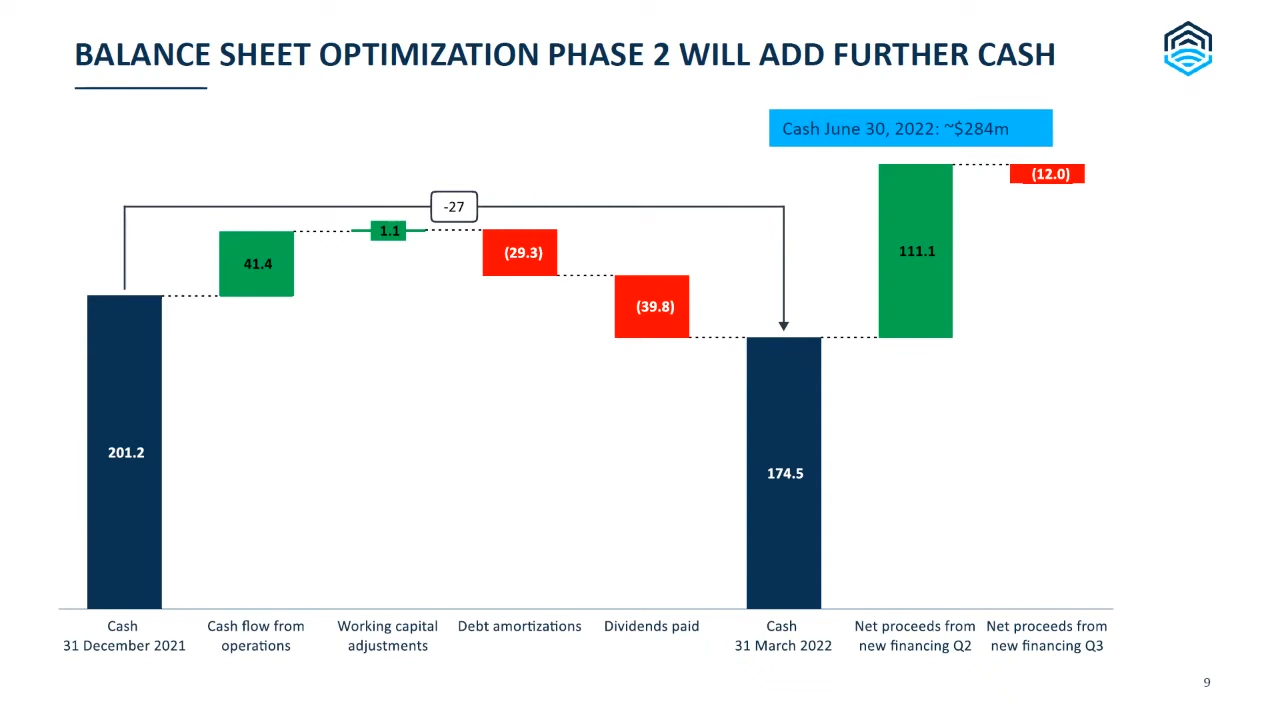 BALANCE SHEET OPTIMIZATION PHASE 2 WILL ADD FURTHER CASH
Cash June 30, 2022: ~$284m
(12.0)
-27
1.1
41.4
(29.3)
111.1
(39.8)
201.2
174.5
Cash
31 December 2021
Cash flow from
operations
Working capital
adjustments
Debt amortizations
Dividends paid
Cash
31 March 2022
Net proceeds from
new financing Q2
Net proceeds from
new financing Q3
9